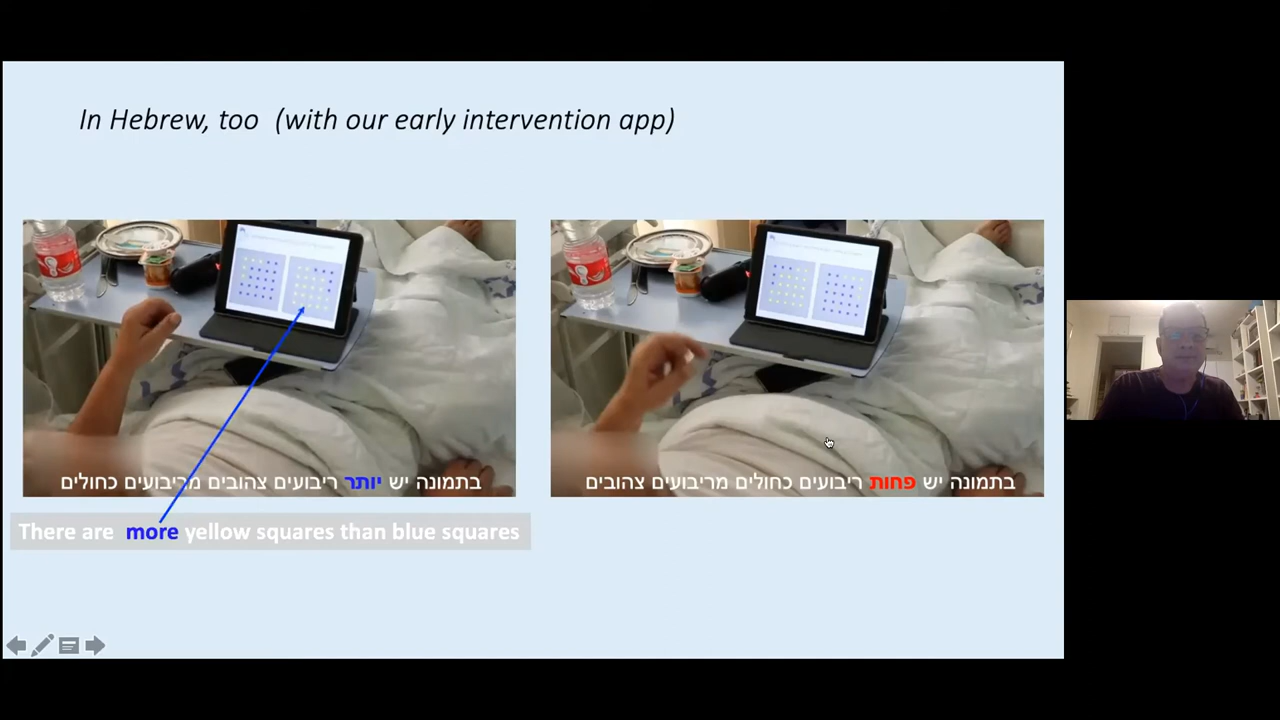 In Hebrew, too (with our early intervention app)
בתמונה יש יותר ריבועים צהובים מריבועים כחולים
בתמונה יש פחות ריבועים כחולים מריבועים צהובים
There are more yellow squares than blue squares